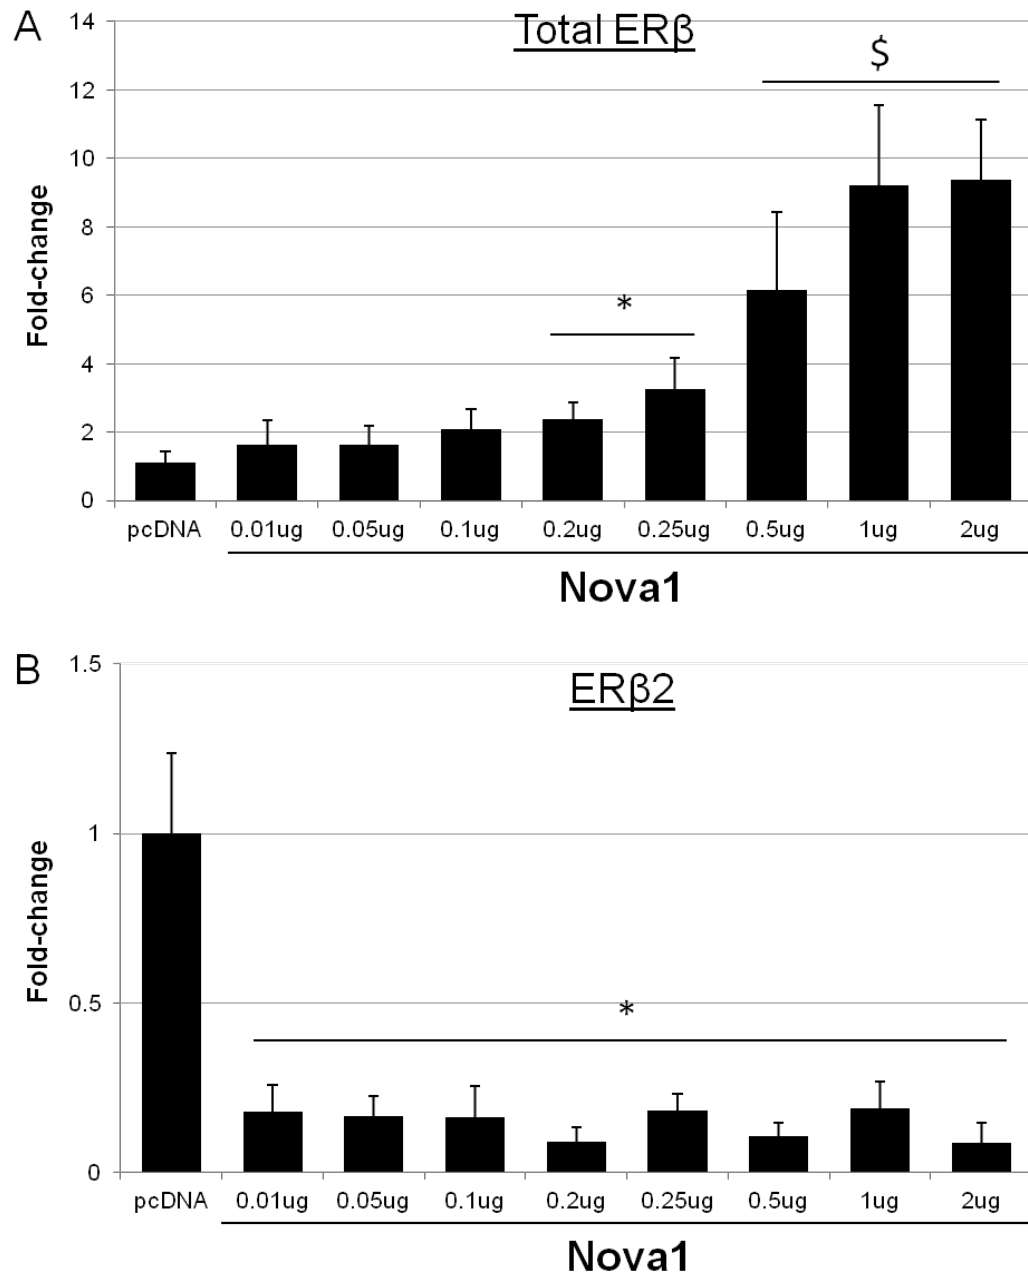 A
Total ERβ
$
*
Fold-change
14
12
10
8
6
4
2
0
pcDNA 0.01ug 0.05ug 0.1ug 0.2ug 0.25ug 0.5ug 1ug 2ug
Nova1
B
ERβ2
*
Fold-change
1.5
1
0.5
0
pcDNA 0.01ug 0.05ug 0.1ug 0.2ug 0.25ug 0.5ug 1ug 2ug
Nova1